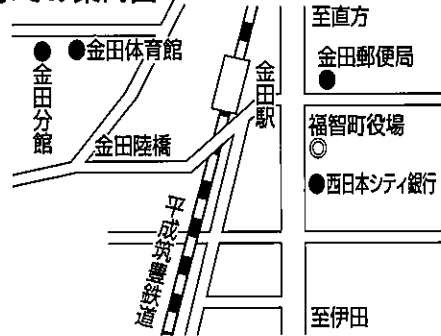 至直方
金田体育館
金田郵便局
金田分館
金田駅
福智町役場
金田陸橋
西日本シティ銀行
平成筑豊鉄道
至伊田